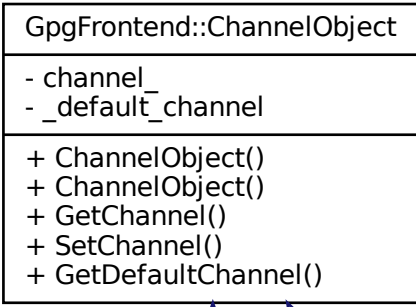 GpgFrontend::ChannelObject
- channel_
- _default_channel
+ ChannelObject()
+ ChannelObject()
+ GetChannel()
+ SetChannel()
+ GetDefaultChannel()